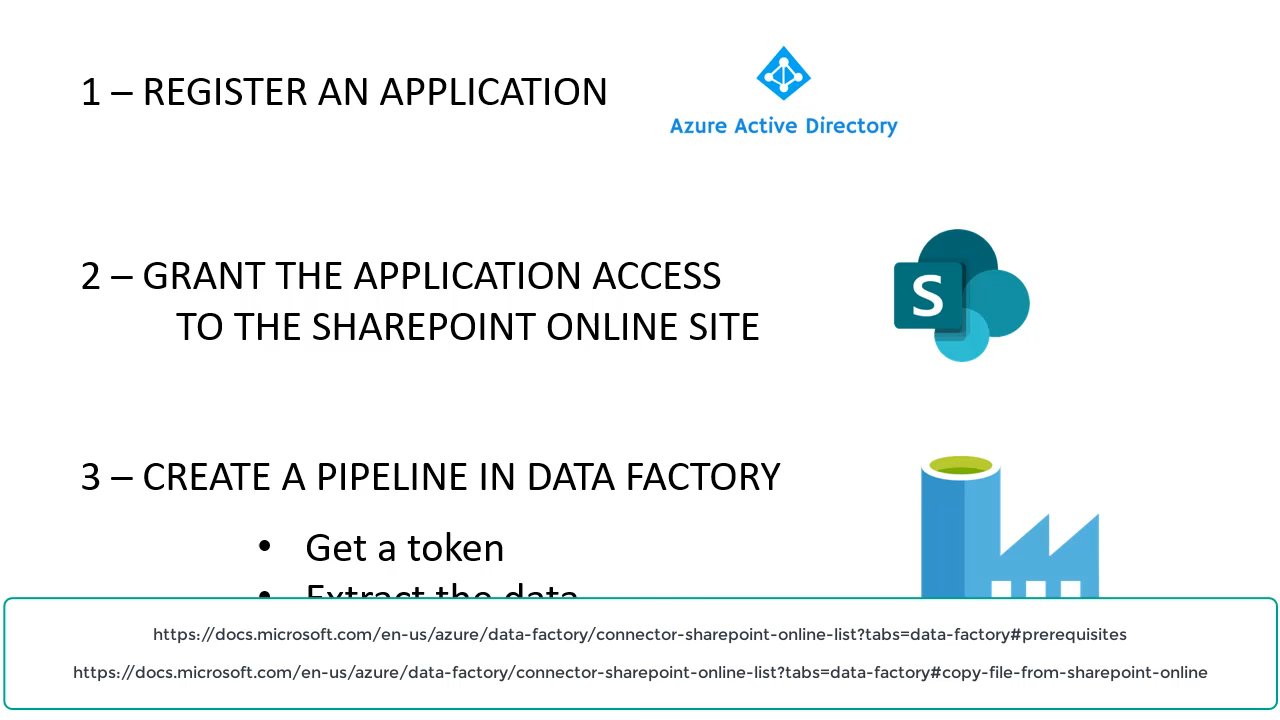 1 – REGISTER AN APPLICATION
Azure Active Directory
2 – GRANT THE APPLICATION ACCESS
TO THE SHAREPOINT ONLINE SITE
S
3 – CREATE A PIPELINE IN DATA FACTORY
• Get a token
• Extract the data
https://docs.microsoft.com/en-us/azure/data-factory/connector-sharepoint-online-list?tabs=data-factory#prerequisites
https://docs.microsoft.com/en-us/azure/data-factory/connector-sharepoint-online-list?tabs=data-factory#copy-file-from-sharepoint-online